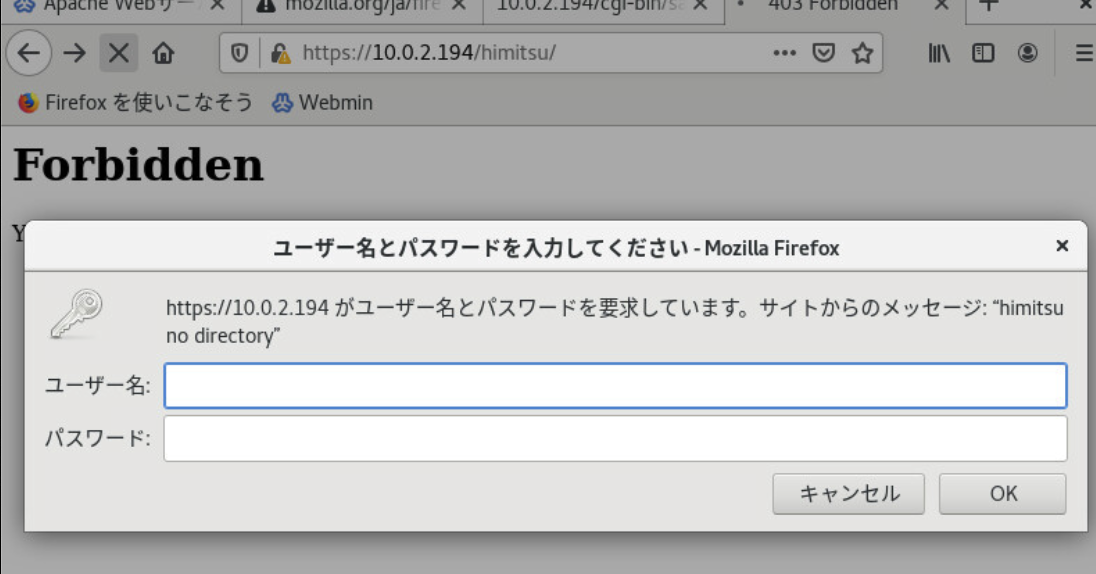 Apache Webサー
mozilla.org/ja/fire
10.0.2.194/cgi-bin/sa
403 Forbidden
https://10.0.2.194/himitsu/
Firefox を使いこなそう
Webmin
Forbidden
Y
ユーザー名とパスワードを入力してください - Mozilla Firefox
https://10.0.2.194 がユーザー名とパスワードを要求しています。サイトからのメッセージ: “himitsu
no directory”
ユーザー名:
パスワード:
キャンセル
OK